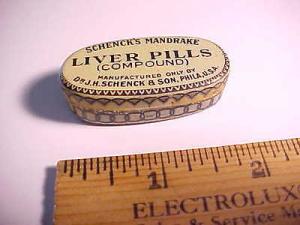 SCHENCK'S MANDRAKE
LIVER PILLS
(COMPOUND)
MANUFACTURED ONLY BY
DR. J. H. SCHENCK & SON, PHILA., U.S.A.
1 2
ELECTROLUX
& Service